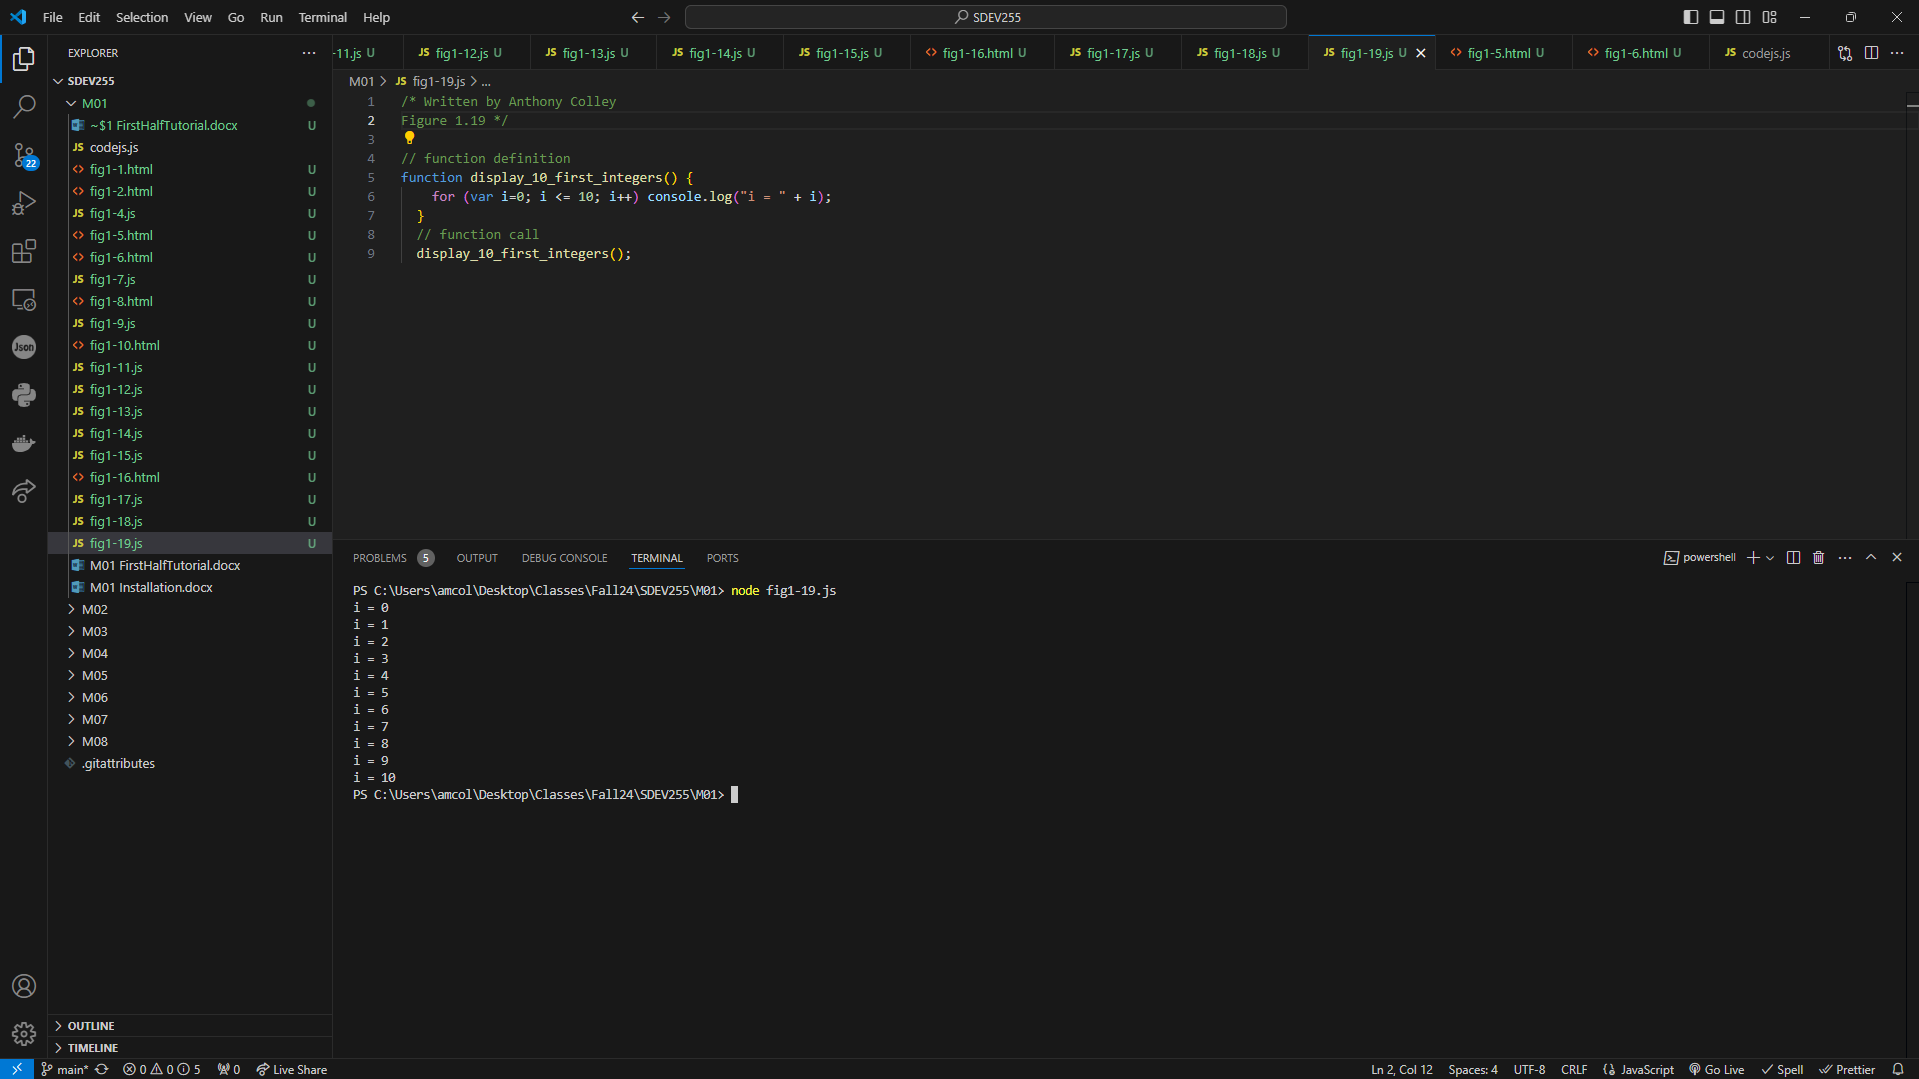 File Edit Selection View Go Run Terminal Help
SDEV255
EXPLORER
SDEV255
M01
~$1 FirstHalfTutorial.docx U
codejs.js
fig1-1.html U
fig1-2.html U
fig1-4.js U
fig1-5.html U
fig1-6.html U
fig1-7.js U
fig1-8.html U
fig1-9.js U
fig1-10.html U
fig1-11.js U
fig1-12.js U
fig1-13.js U
fig1-14.js U
fig1-15.js U
fig1-16.html U
fig1-17.js U
fig1-18.js U
fig1-19.js U
M01 FirstHalfTutorial.docx
M01 Installation.docx
M02
M03
M04
M05
M06
M07
M08
.gitattributes
OUTLINE
TIMELINE
22
Json
-11.js U JS fig1-12.js U JS fig1-13.js U JS fig1-14.js U JS fig1-15.js U <> fig1-16.html U JS fig1-17.js U JS fig1-18.js U JS fig1-19.js U <> fig1-5.html U <> fig1-6.html U JS codejs.js
M01 > JS fig1-19.js > ...
1 /* Written by Anthony Colley
2 Figure 1.19 */
3
4 // function definition
5 function display_10_first_integers() {
6 for (var i=0; i <= 10; i++) console.log("i = " + i);
7 }
8 // function call
9 display_10_first_integers();
PROBLEMS 5 OUTPUT DEBUG CONSOLE TERMINAL PORTS
powershell
PS C:\Users\amcol\Desktop\Classes\Fall24\SDEV255\M01> node fig1-19.js
i = 0
i = 1
i = 2
i = 3
i = 4
i = 5
i = 6
i = 7
i = 8
i = 9
i = 10
PS C:\Users\amcol\Desktop\Classes\Fall24\SDEV255\M01>
main* 0 0 5 0 Live Share
Ln 2, Col 12 Spaces: 4 UTF-8 CRLF {} JavaScript Go Live Spell Prettier